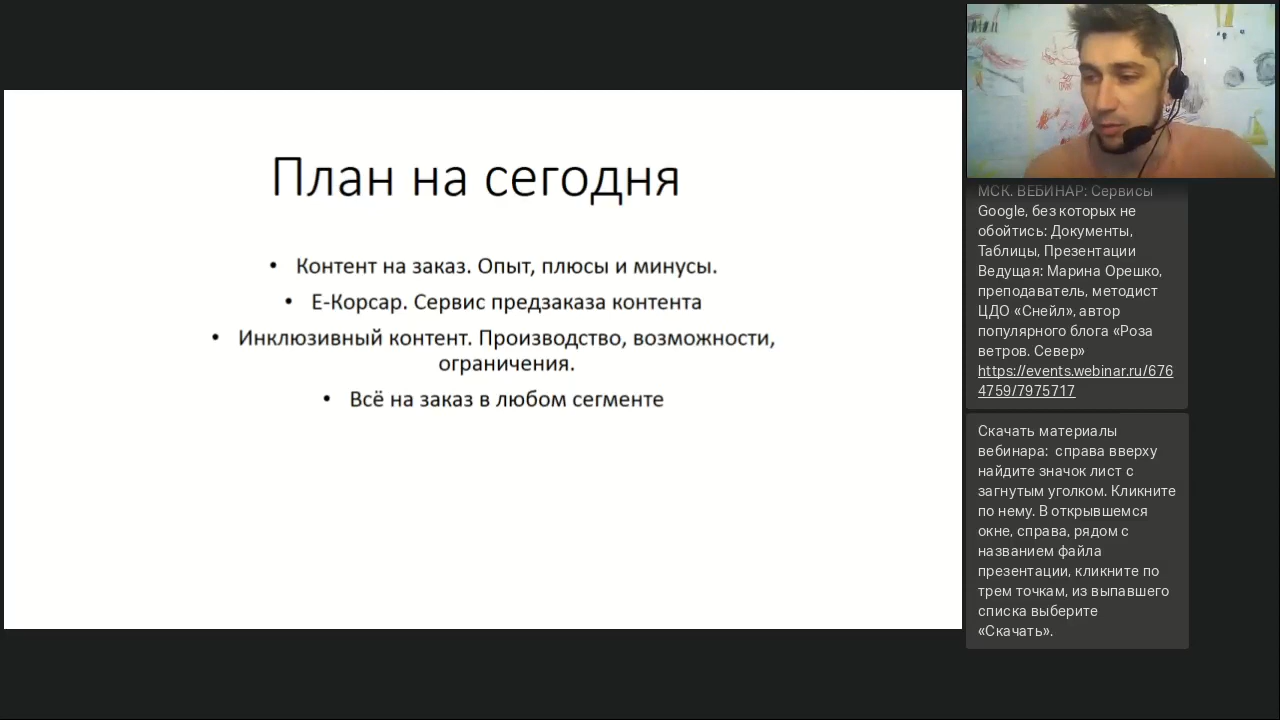 План на сегодня
• Контент на заказ. Опыт, плюсы и минусы.
• Е-Корсар. Сервис предзаказа контента
• Инклюзивный контент. Производство, возможности,
ограничения.
• Всё на заказ в любом сегменте
МСК. ВЕБИНАР: Сервисы
Google, без которых не
обойтись: Документы,
Таблицы, Презентации
Ведущая: Марина Орешко,
преподаватель, методист
ЦДО «Снейл», автор
популярного блога «Роза
ветров. Север»
https://events.webinar.ru/676
4759/7975717
Скачать материалы
вебинара:  справа вверху
найдите значок лист с
загнутым уголком. Кликните
по нему. В открывшемся
окне, справа, рядом с
названием файла
презентации, кликните по
трем точкам, из выпавшего
списка выберите
«Скачать».